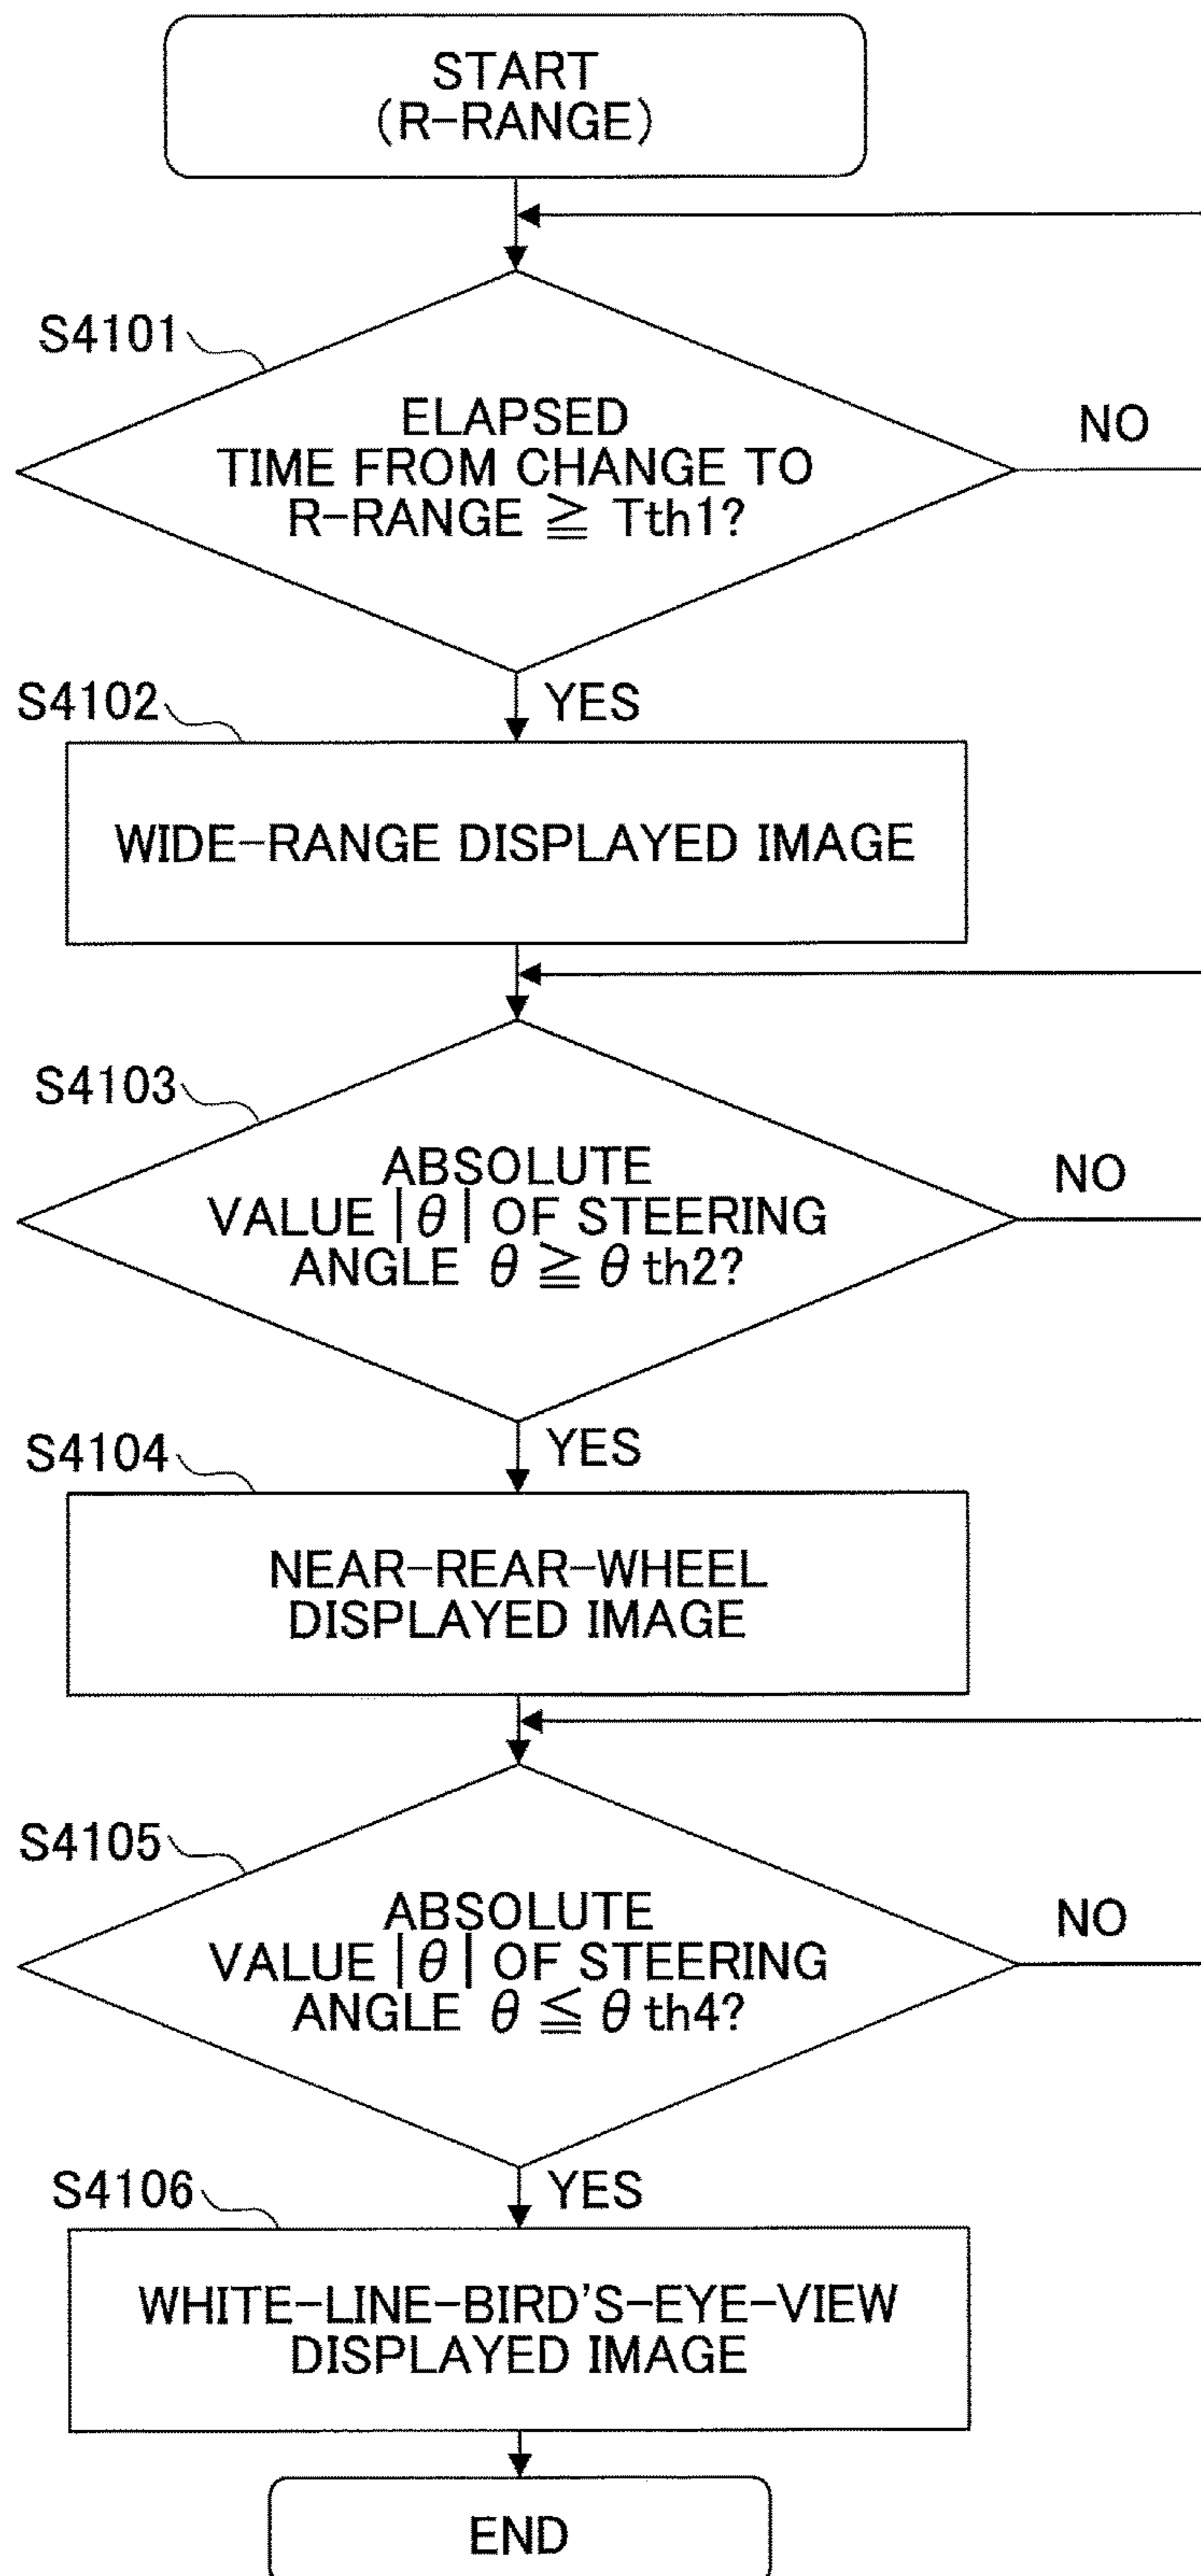 START
(R-RANGE)
S4101
ELAPSED
TIME FROM CHANGE TO
R-RANGE ≧ Tth1?
NO
YES
S4102
WIDE-RANGE DISPLAYED IMAGE
S4103
ABSOLUTE
VALUE |θ| OF STEERING
ANGLE θ ≧ θth2?
NO
YES
S4104
NEAR-REAR-WHEEL
DISPLAYED IMAGE
S4105
ABSOLUTE
VALUE |θ| OF STEERING
ANGLE θ ≦ θth4?
NO
YES
S4106
WHITE-LINE-BIRD'S-EYE-VIEW
DISPLAYED IMAGE
END